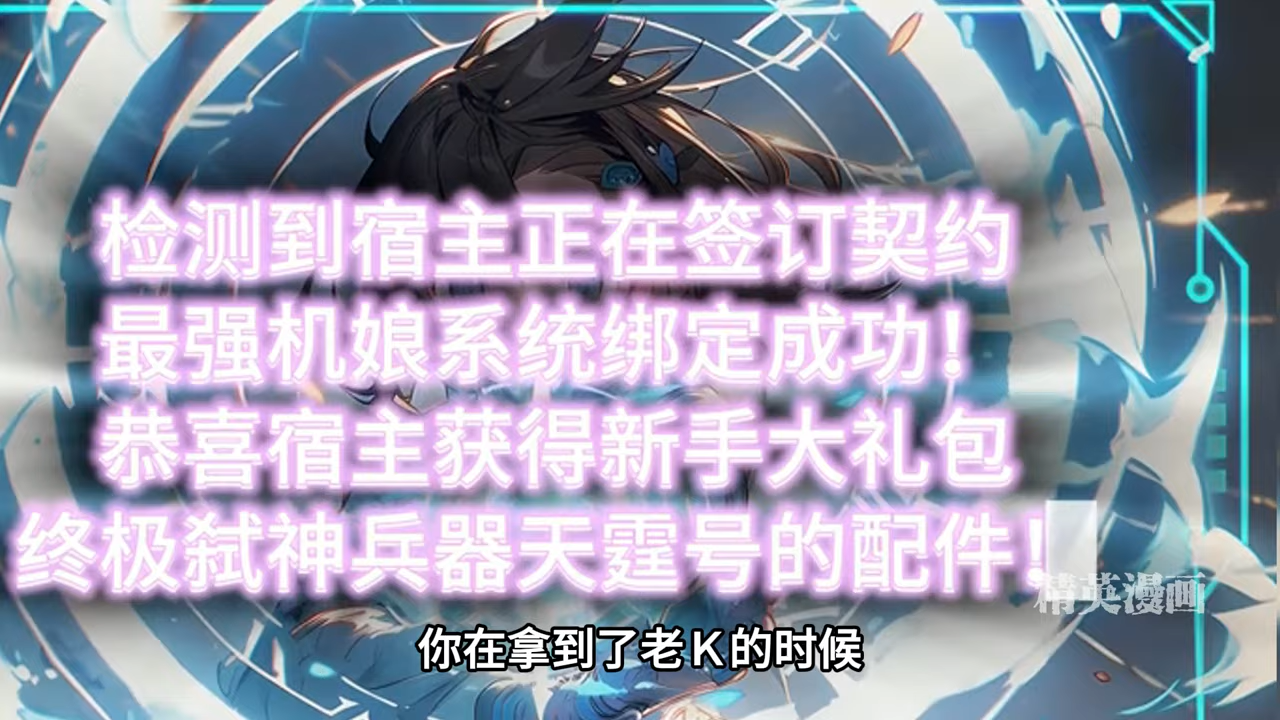 检测到宿主正在签订契约
最强机娘系统绑定成功！
恭喜宿主获得新手大礼包
终极弑神兵器天霆号的配件！
精英漫画
你在拿到了老K的时候